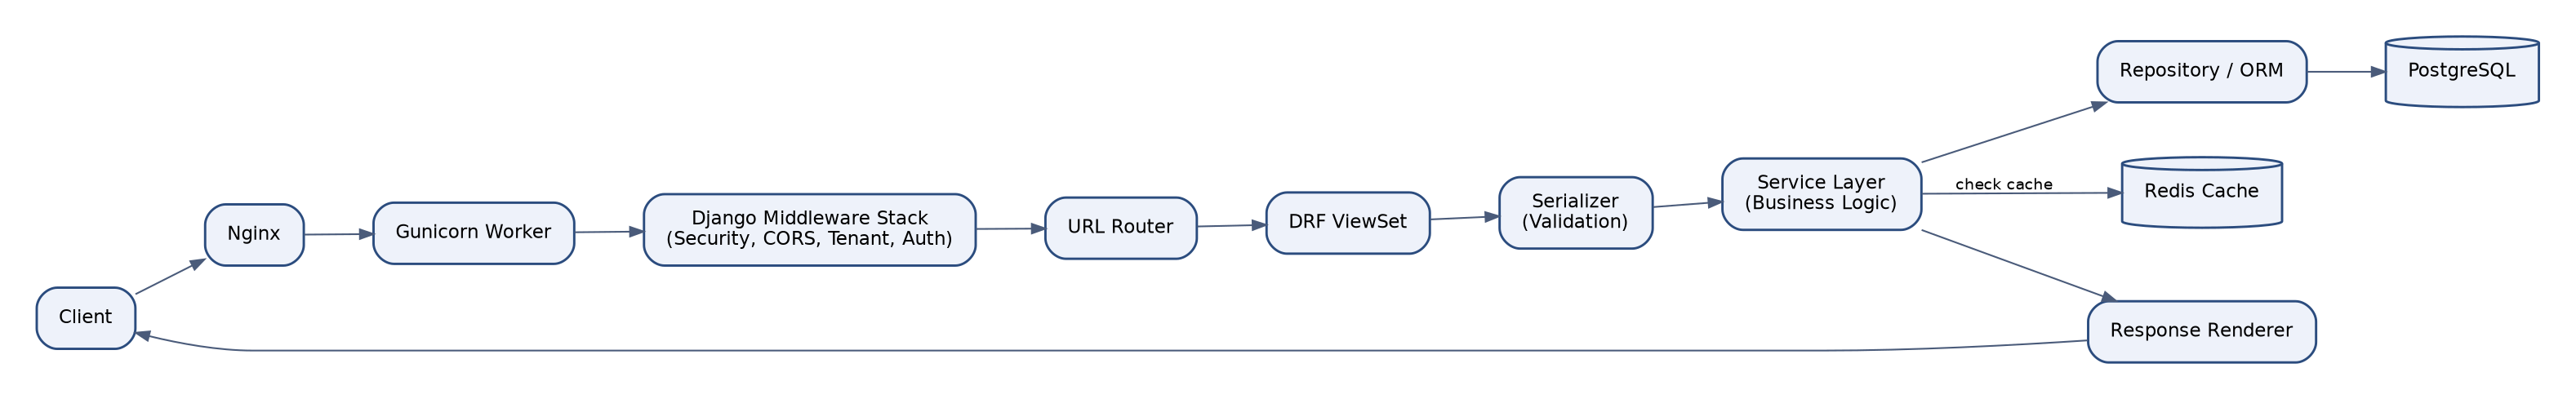 Client
Nginx
Gunicorn Worker
Django Middleware Stack
(Security, CORS, Tenant, Auth)
URL Router
DRF ViewSet
Serializer
(Validation)
Service Layer
(Business Logic)
Repository / ORM
PostgreSQL
check cache
Redis Cache
Response Renderer